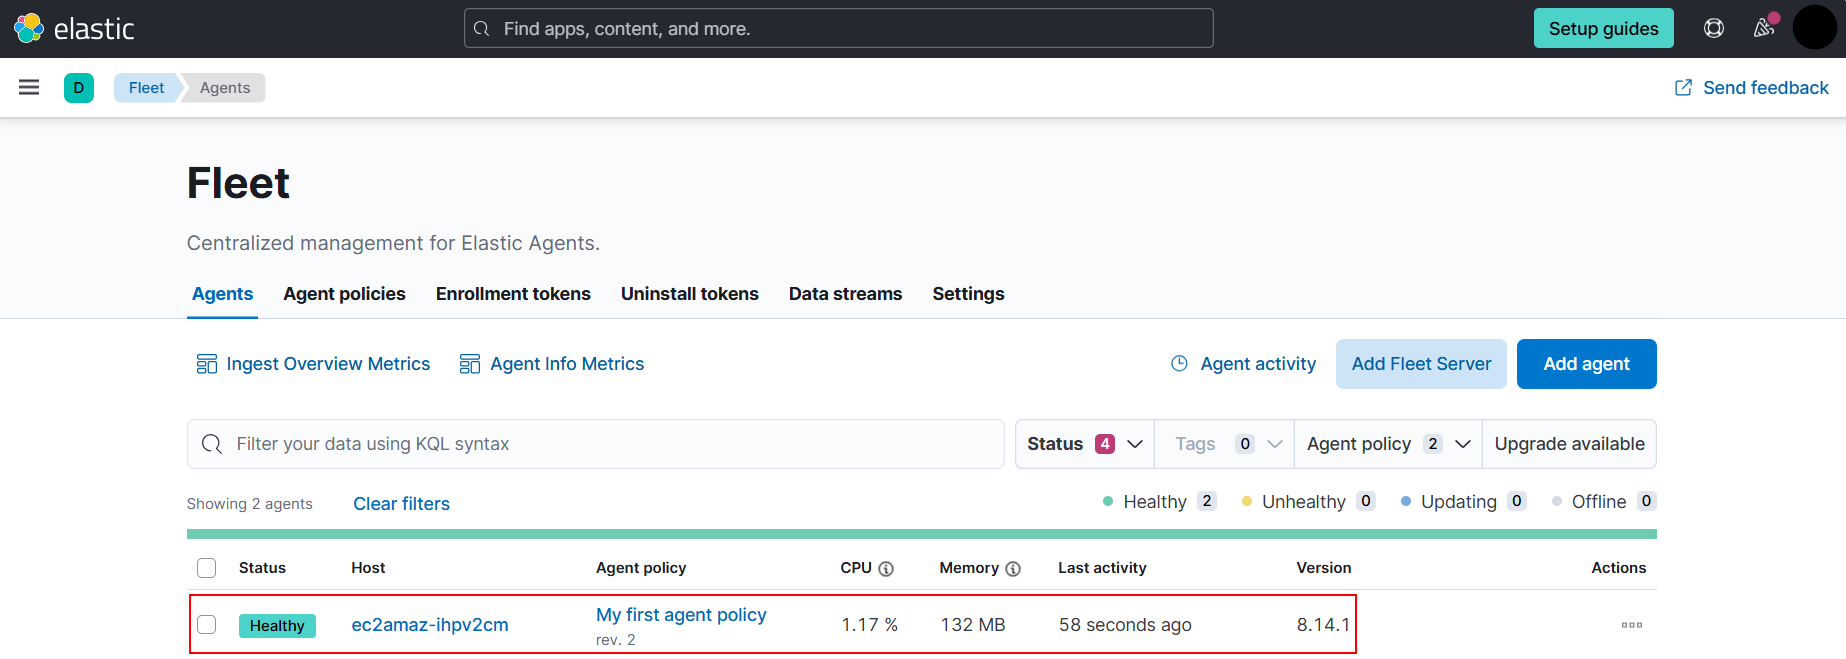 elastic Find apps, content, and more. Setup guides
D Fleet Agents Send feedback
Fleet
Centralized management for Elastic Agents.
Agents Agent policies Enrollment tokens Uninstall tokens Data streams Settings
Ingest Overview Metrics Agent Info Metrics Agent activity Add Fleet Server Add agent
Filter your data using KQL syntax Status 4 Tags 0 Agent policy 2 Upgrade available
Showing 2 agents Clear filters Healthy 2 Unhealthy 0 Updating 0 Offline 0
Status Host Agent policy CPU Memory Last activity Version Actions
Healthy ec2amaz-ihpv2cm My first agent policy 1.17 % 132 MB 58 seconds ago 8.14.1
rev. 2